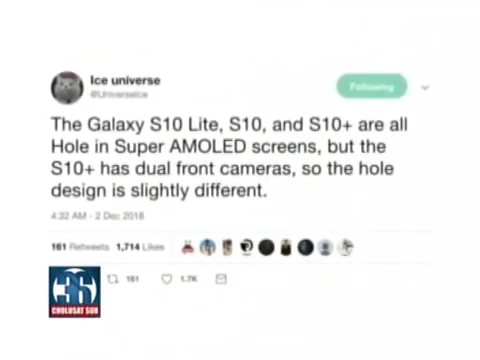 Ice universe
@UniverseIce
Following
The Galaxy S10 Lite, S10, and S10+ are all
Hole in Super AMOLED screens, but the
S10+ has dual front cameras, so the hole
design is slightly different.
4:32 AM - 2 Dec 2018
161 Retweets 1,714 Likes
161 1.7K
36
CHOLUSAT SUR